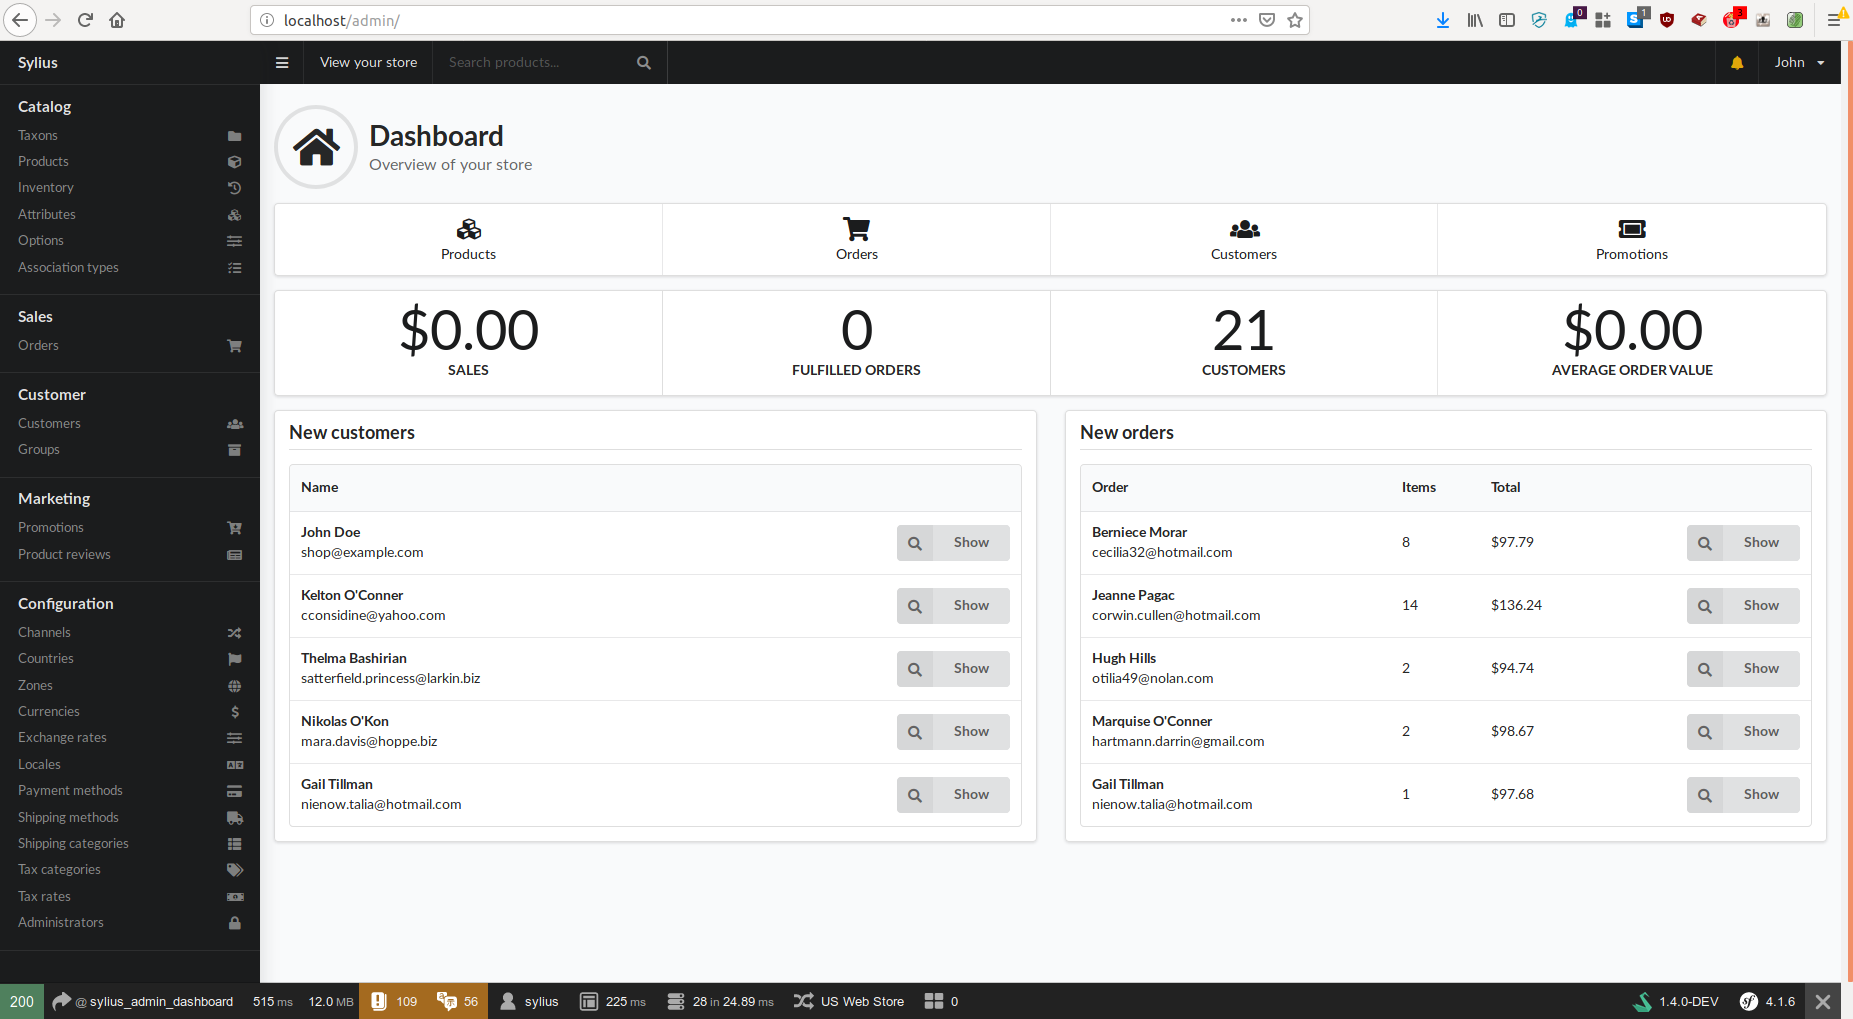 localhost/admin/
0
1
3
Sylius
View your store
Search products...
John
Catalog
Taxons
Products
Inventory
Attributes
Options
Association types
Sales
Orders
Customer
Customers
Groups
Marketing
Promotions
Product reviews
Configuration
Channels
Countries
Zones
Currencies
Exchange rates
Locales
Payment methods
Shipping methods
Shipping categories
Tax categories
Tax rates
Administrators
Dashboard
Overview of your store
Products
Orders
Customers
Promotions
$0.00
SALES
0
FULFILLED ORDERS
21
CUSTOMERS
$0.00
AVERAGE ORDER VALUE
New customers
Name
John Doe
shop@example.com
Show
Kelton O'Conner
cconsidine@yahoo.com
Show
Thelma Bashirian
satterfield.princess@larkin.biz
Show
Nikolas O'Kon
mara.davis@hoppe.biz
Show
Gail Tillman
nienow.talia@hotmail.com
Show
New orders
Order Items Total
Berniece Morar
cecilia32@hotmail.com
8 $97.79 Show
Jeanne Pagac
corwin.cullen@hotmail.com
14 $136.24 Show
Hugh Hills
otilia49@nolan.com
2 $94.74 Show
Marquise O'Conner
hartmann.darrin@gmail.com
2 $98.67 Show
Gail Tillman
nienow.talia@hotmail.com
1 $97.68 Show
200 @ sylius_admin_dashboard 515 ms 12.0 MB 109 56 sylius 225 ms 28 in 24.89 ms US Web Store 0 1.4.0-DEV 4.1.6